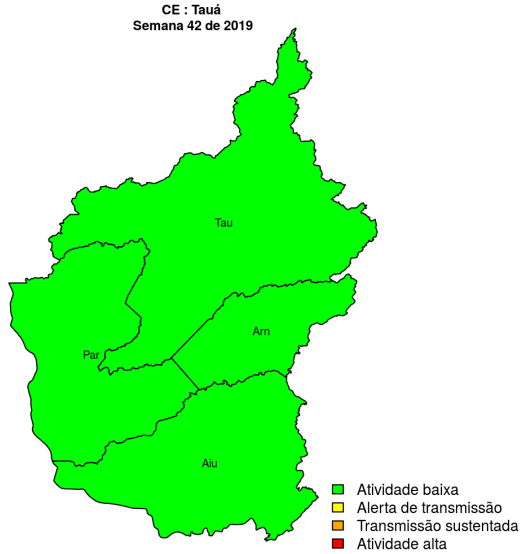 CE : Tauá
Semana 42 de 2019
Tau
Arn
Par
Aiu
Atividade baixa
Alerta de transmissão
Transmissão sustentada
Atividade alta